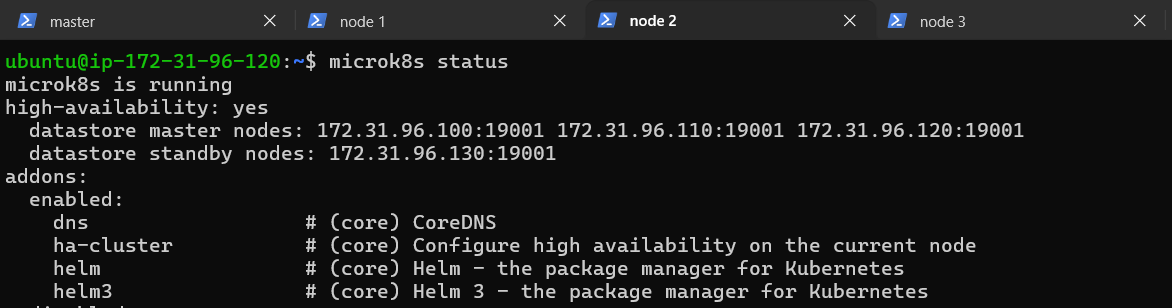 master
node 1
node 2
node 3
ubuntu@ip-172-31-96-120:~$ microk8s status
microk8s is running
high-availability: yes
  datastore master nodes: 172.31.96.100:19001 172.31.96.110:19001 172.31.96.120:19001
  datastore standby nodes: 172.31.96.130:19001
addons:
  enabled:
    dns                  # (core) CoreDNS
    ha-cluster           # (core) Configure high availability on the current node
    helm                 # (core) Helm - the package manager for Kubernetes
    helm3                # (core) Helm 3 - the package manager for Kubernetes